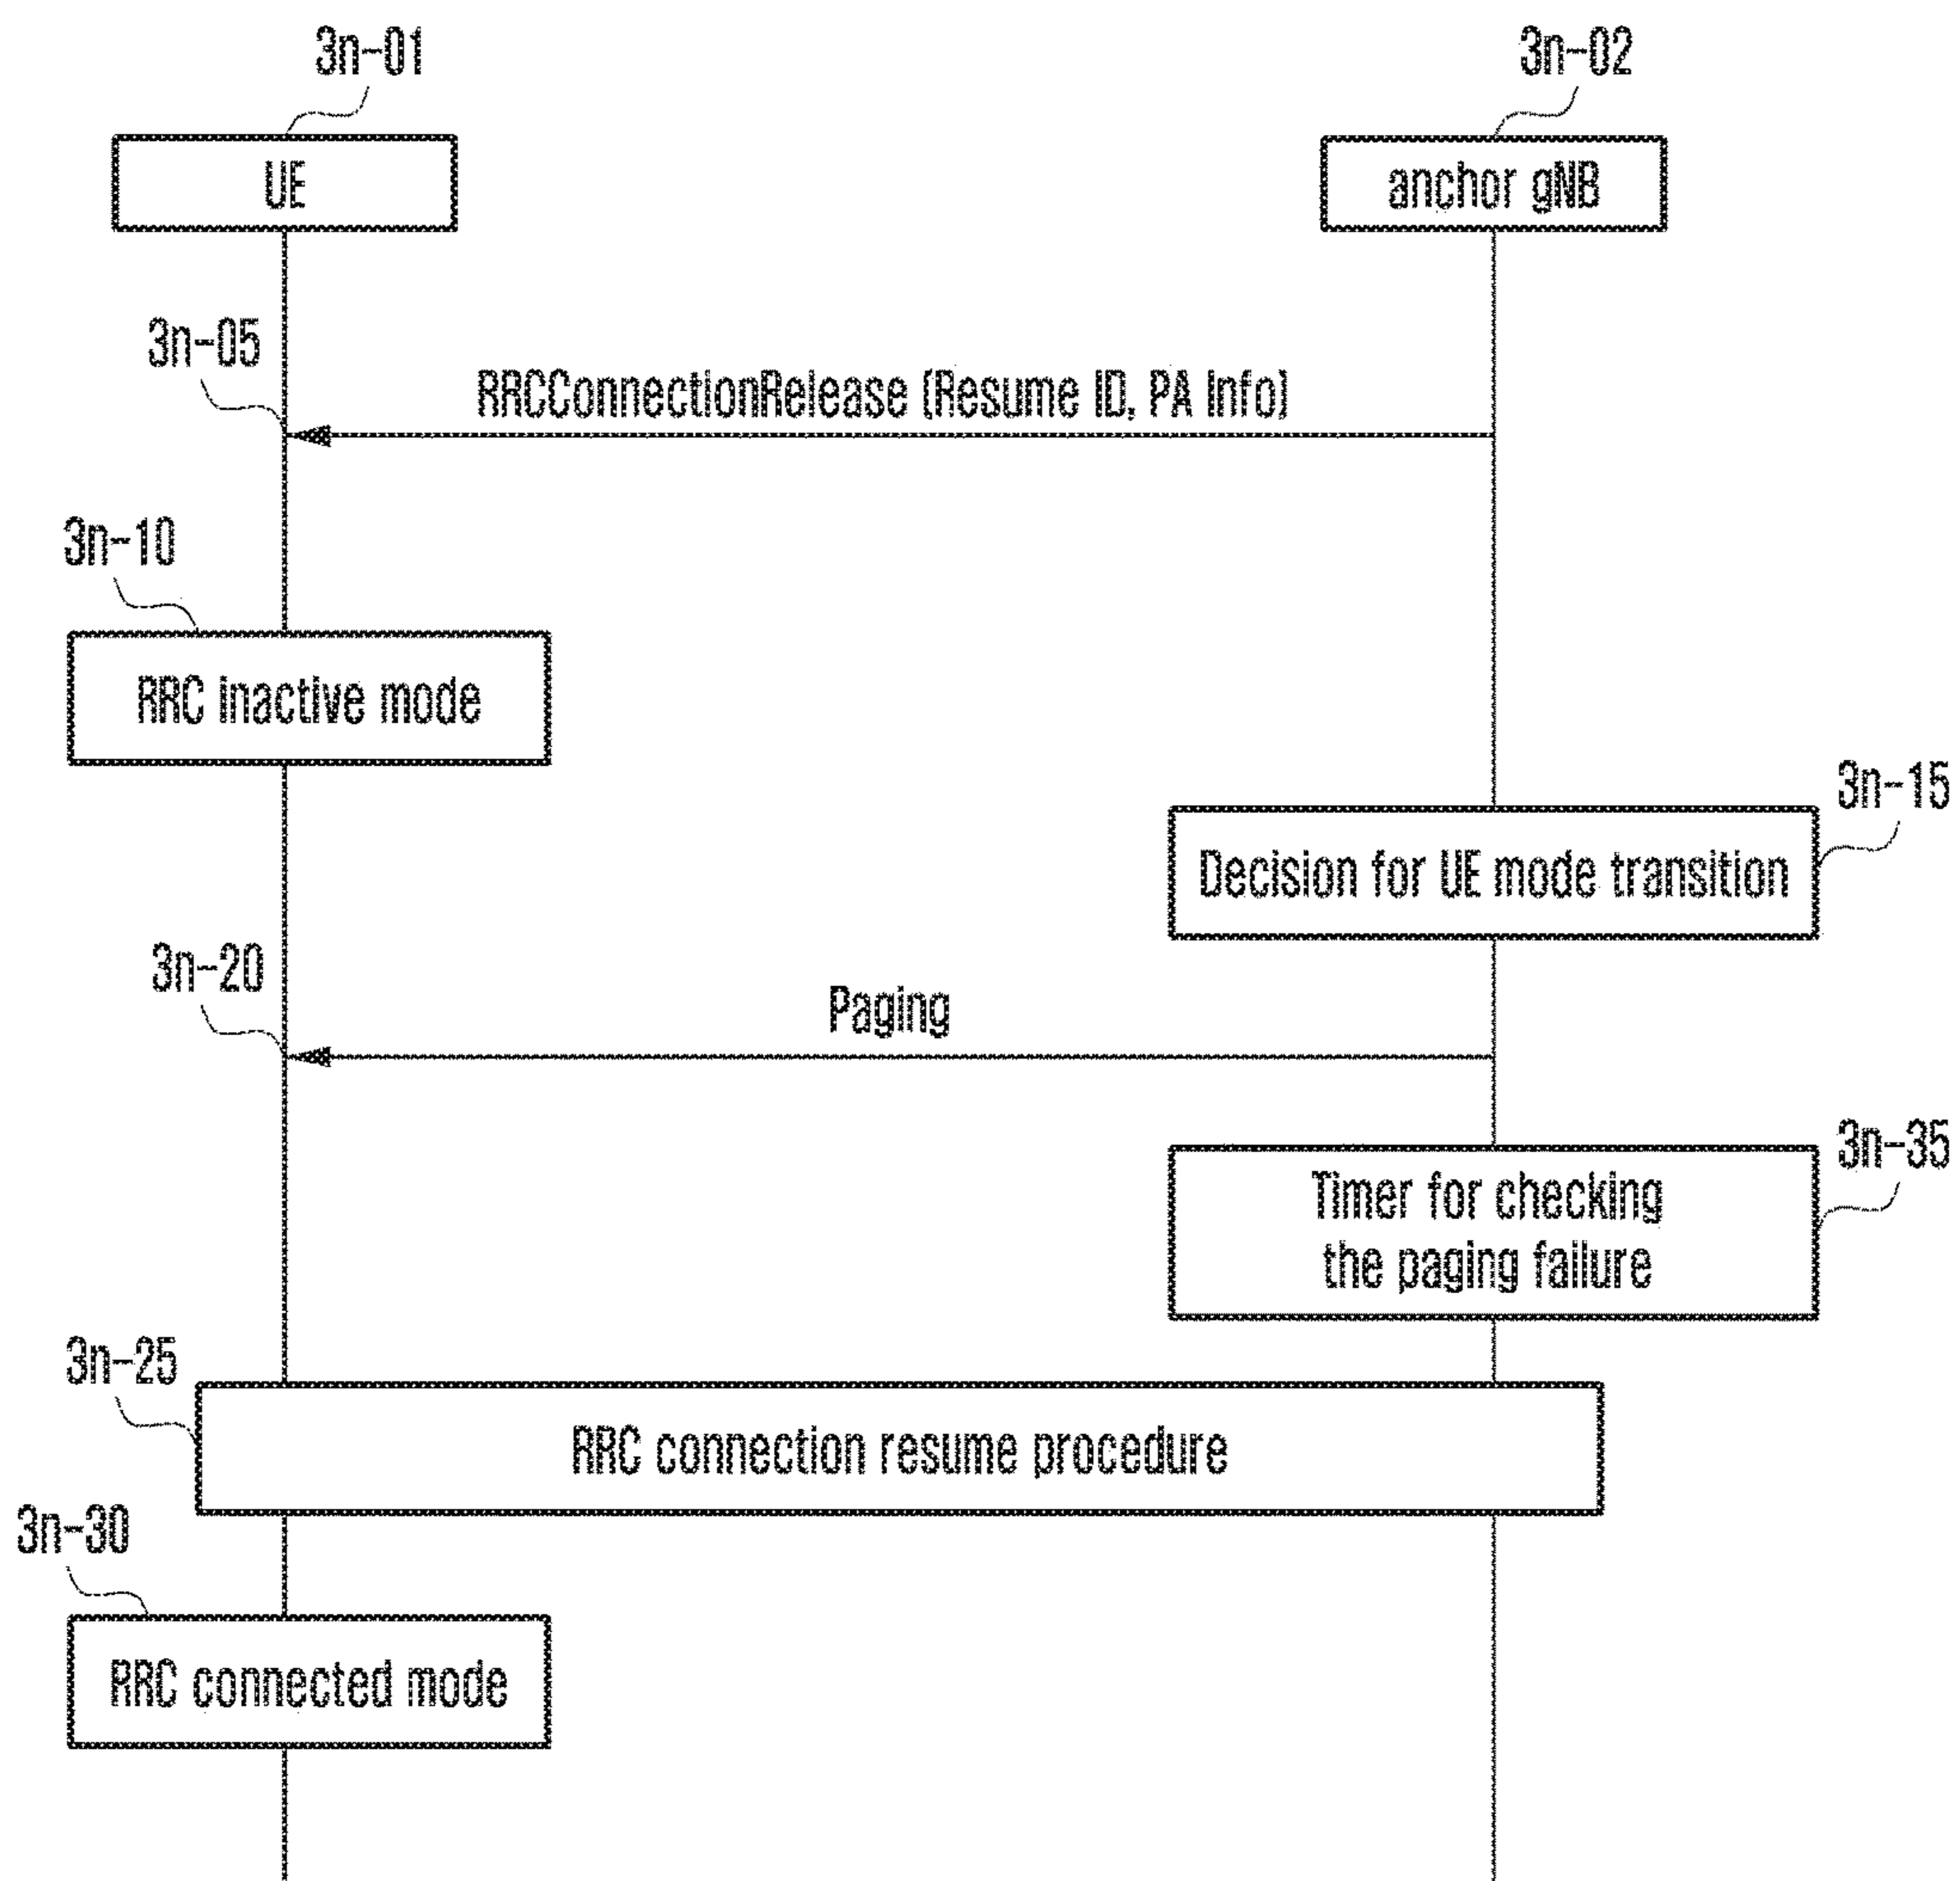 3n-01
3n-02
UE
anchor gNB
3n-05
RRCConnectionRelease (Resume ID, PA Info)
3n-10
RRC inactive mode
3n-15
Decision for UE mode transition
3n-20
Paging
3n-35
Timer for checking
the paging failure
3n-25
RRC connection resume procedure
3n-30
RRC connected mode